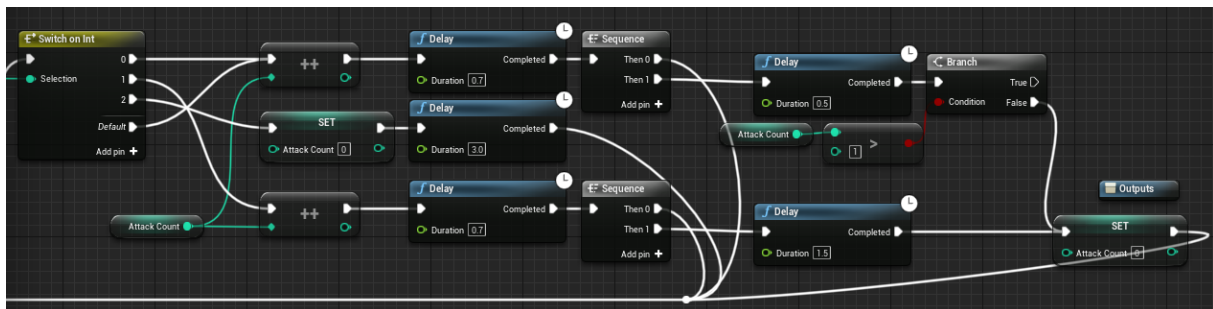 Switch on Int
0
Selection
1
2
Default
Add pin +
++
SET
Attack Count 0
++
Attack Count
Delay
Completed
Duration 0.7
Delay
Completed
Duration 3.0
Delay
Completed
Duration 0.7
Sequence
Then 0
Then 1
Add pin +
Sequence
Then 0
Then 1
Add pin +
Delay
Completed
Duration 0.5
Attack Count
1 >
Delay
Completed
Duration 1.5
Branch
True
Condition False
Outputs
SET
Attack Count 0